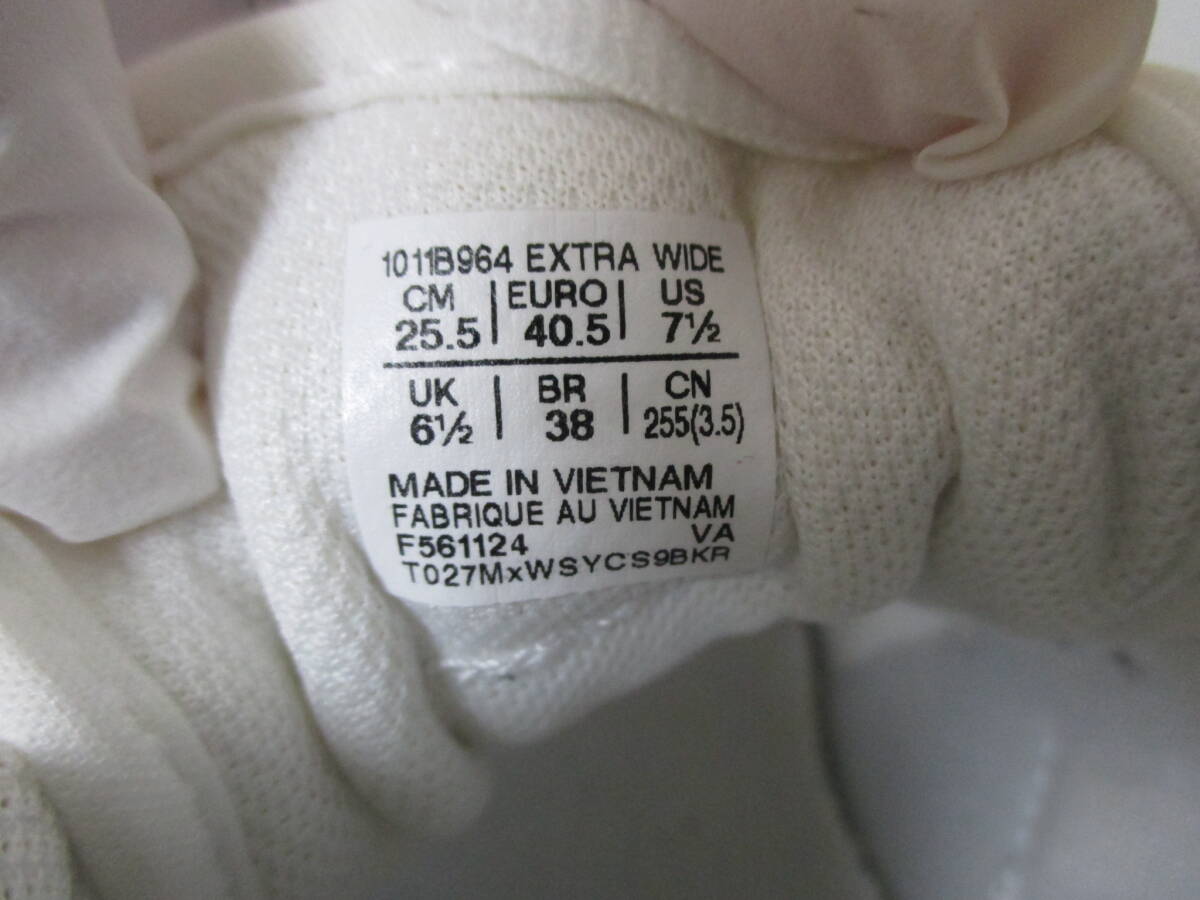 1011B964 EXTRA WIDE
CM | EURO | US
25.5 | 40.5 | 7½
UK | BR | CN
6½ | 38 | 255(3.5)
MADE IN VIETNAM
FABRIQUE AU VIETNAM
F561124 VA
T027MxWSYCS9BKR